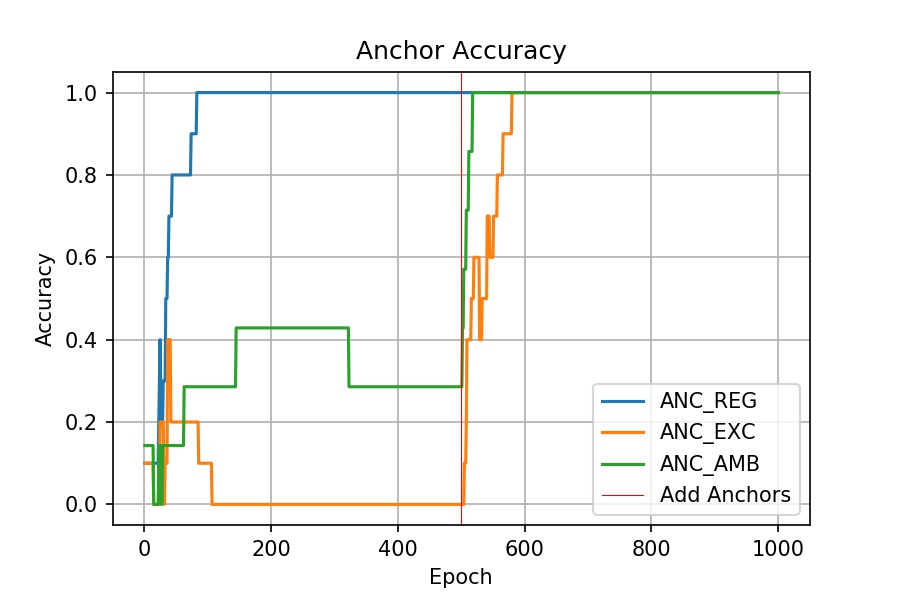 Anchor Accuracy
Accuracy
1.0
0.8
0.6
0.4
0.2
0.0
ANC_REG
ANC_EXC
ANC_AMB
Add Anchors
0 200 400 600 800 1000
Epoch